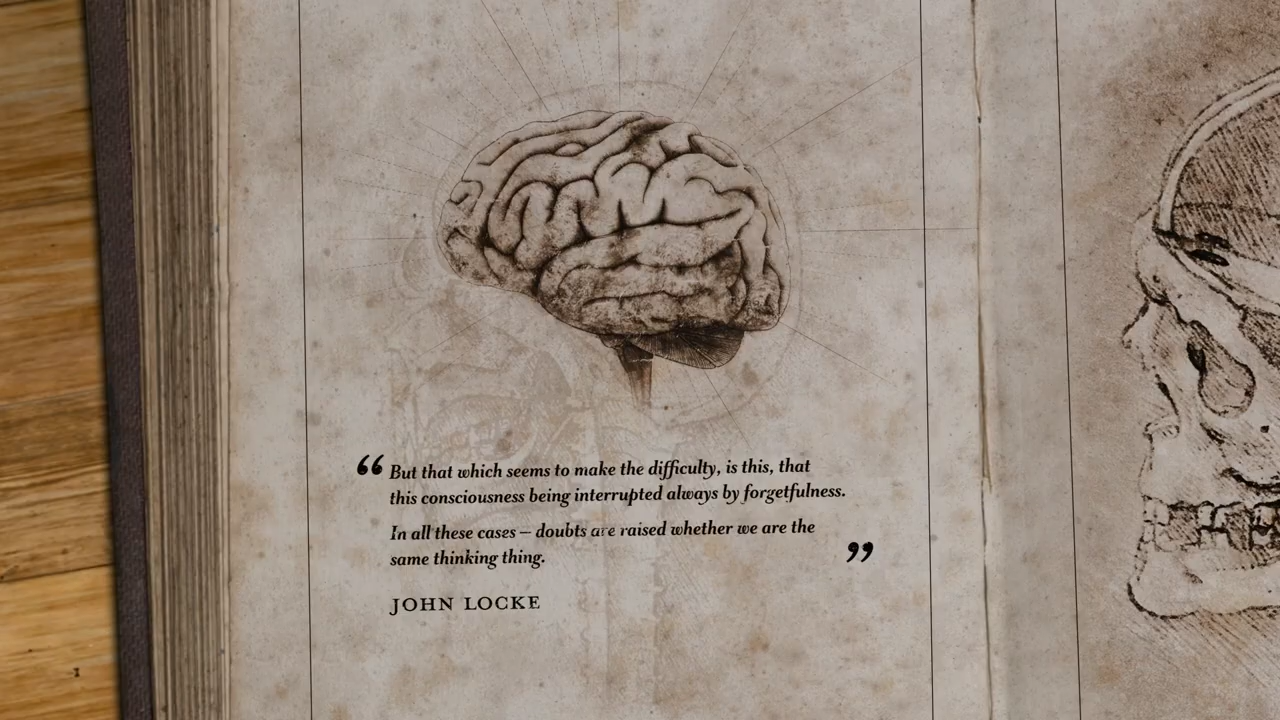 “ But that which seems to make the difficulty, is this, that
this consciousness being interrupted always by forgetfulness.
In all these cases – doubts are raised whether we are the
same thinking thing. ”
JOHN LOCKE